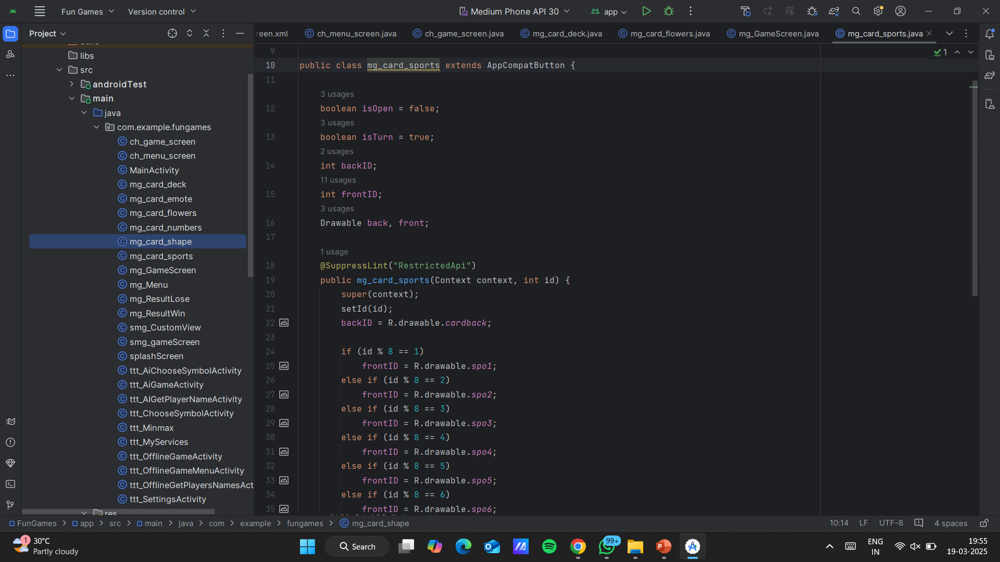 Fun Games
Version control
Medium Phone API 30
app
Project
reen.xml
ch_menu_screen.java
ch_game_screen.java
mg_card_deck.java
mg_card_flowers.java
mg_GameScreen.java
mg_card_sports.java
libs
src
androidTest
main
java
com.example.fungames
ch_game_screen
ch_menu_screen
MainActivity
mg_card_deck
mg_card_emote
mg_card_flowers
mg_card_numbers
mg_card_shape
mg_card_sports
mg_GameScreen
mg_Menu
mg_ResultLose
mg_ResultWin
smg_CustomView
smg_gameScreen
splashScreen
ttt_AiChooseSymbolActivity
ttt_AiGameActivity
ttt_AIGetPlayerNameActivity
ttt_ChooseSymbolActivity
ttt_Minmax
ttt_MyServices
ttt_OfflineGameActivity
ttt_OfflineGameMenuActivity
ttt_OfflineGetPlayersNamesAct
ttt_SettingsActivity
res
1
9
10 public class mg_card_sports extends AppCompatButton {
11
3 usages
12 boolean isOpen = false;
3 usages
13 boolean isTurn = true;
2 usages
14 int backID;
11 usages
15 int frontID;
3 usages
16 Drawable back, front;
17
1 usage
18 @SuppressLint("RestrictedApi")
19 public mg_card_sports(Context context, int id) {
20 super(context);
21 setId(id);
22 backID = R.drawable.cardback;
23
24 if (id % 8 == 1)
25 frontID = R.drawable.spo1;
26 else if (id % 8 == 2)
27 frontID = R.drawable.spo2;
28 else if (id % 8 == 3)
29 frontID = R.drawable.spo3;
30 else if (id % 8 == 4)
31 frontID = R.drawable.spo4;
32 else if (id % 8 == 5)
33 frontID = R.drawable.spo5;
34 else if (id % 8 == 6)
35 frontID = R.drawable.spo6;
FunGames > app > src > main > java > com > example > fungames > mg_card_shape
10:14 LF UTF-8 4 spaces
1
30°C
Partly cloudy
Search
99+
ENG
IN
19:55
19-03-2025